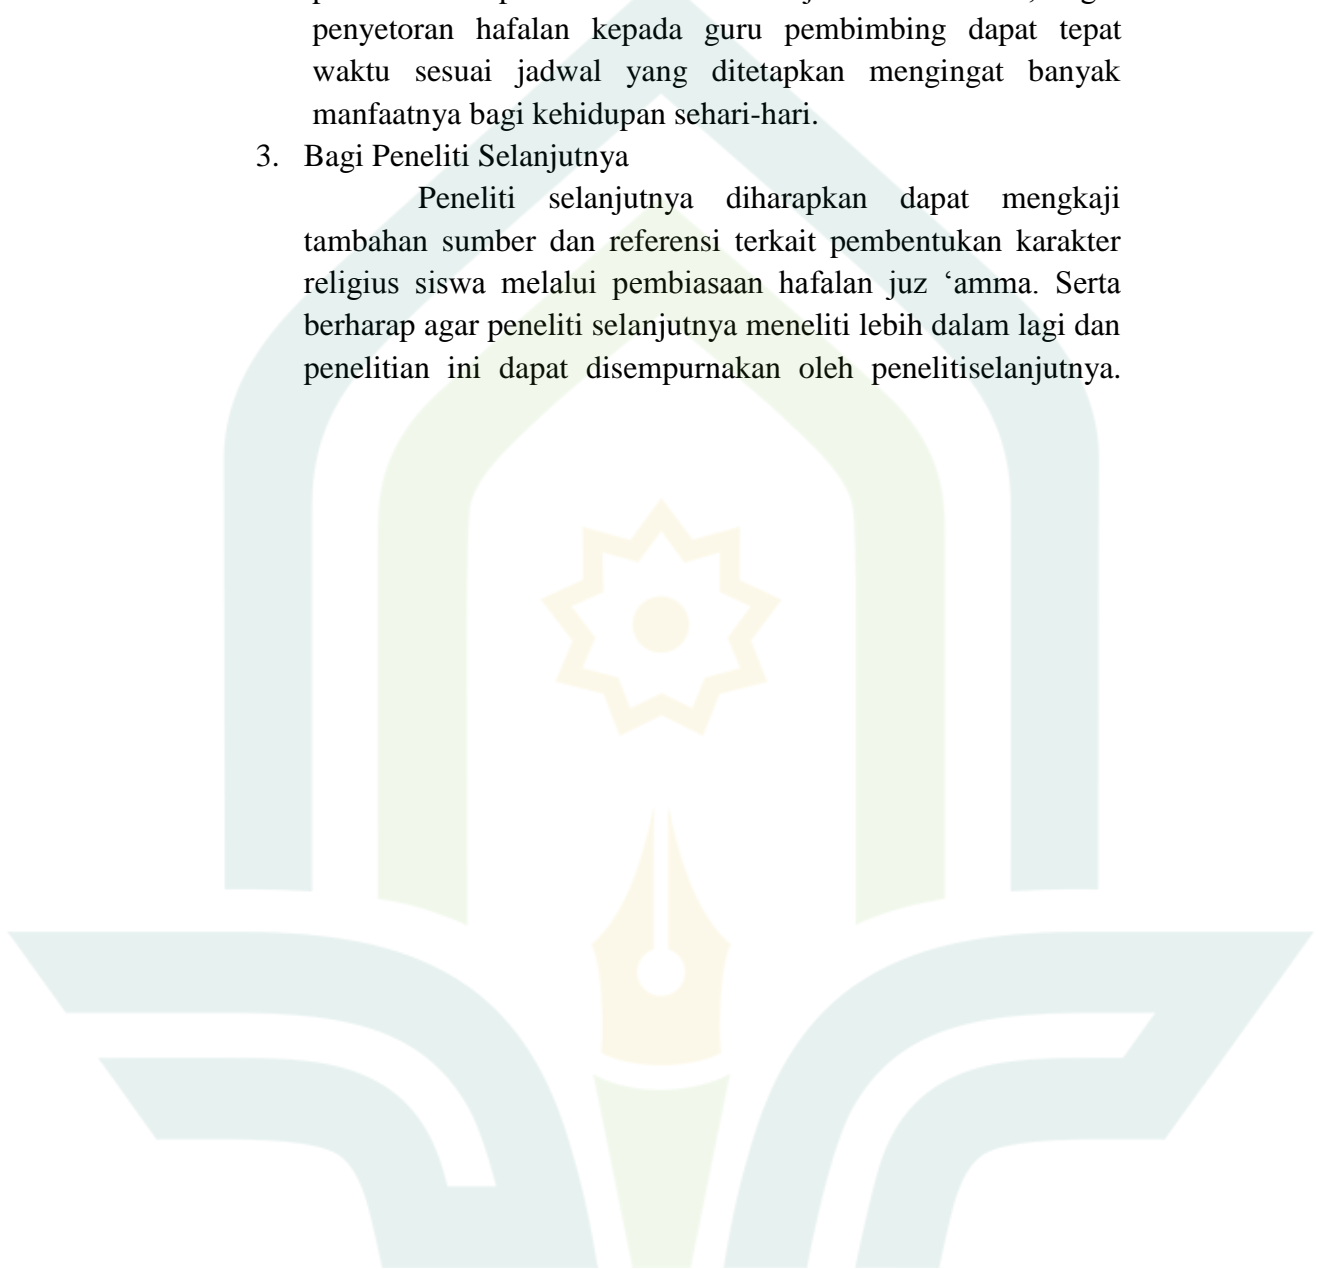 penyetoran hafalan kepada guru pembimbing dapat tepat
waktu sesuai jadwal yang ditetapkan mengingat banyak
manfaatnya bagi kehidupan sehari-hari.
3. Bagi Peneliti Selanjutnya
Peneliti selanjutnya diharapkan dapat mengkaji
tambahan sumber dan referensi terkait pembentukan karakter
religius siswa melalui pembiasaan hafalan juz ‘amma. Serta
berharap agar peneliti selanjutnya meneliti lebih dalam lagi dan
penelitian ini dapat disempurnakan oleh penelitiselanjutnya.